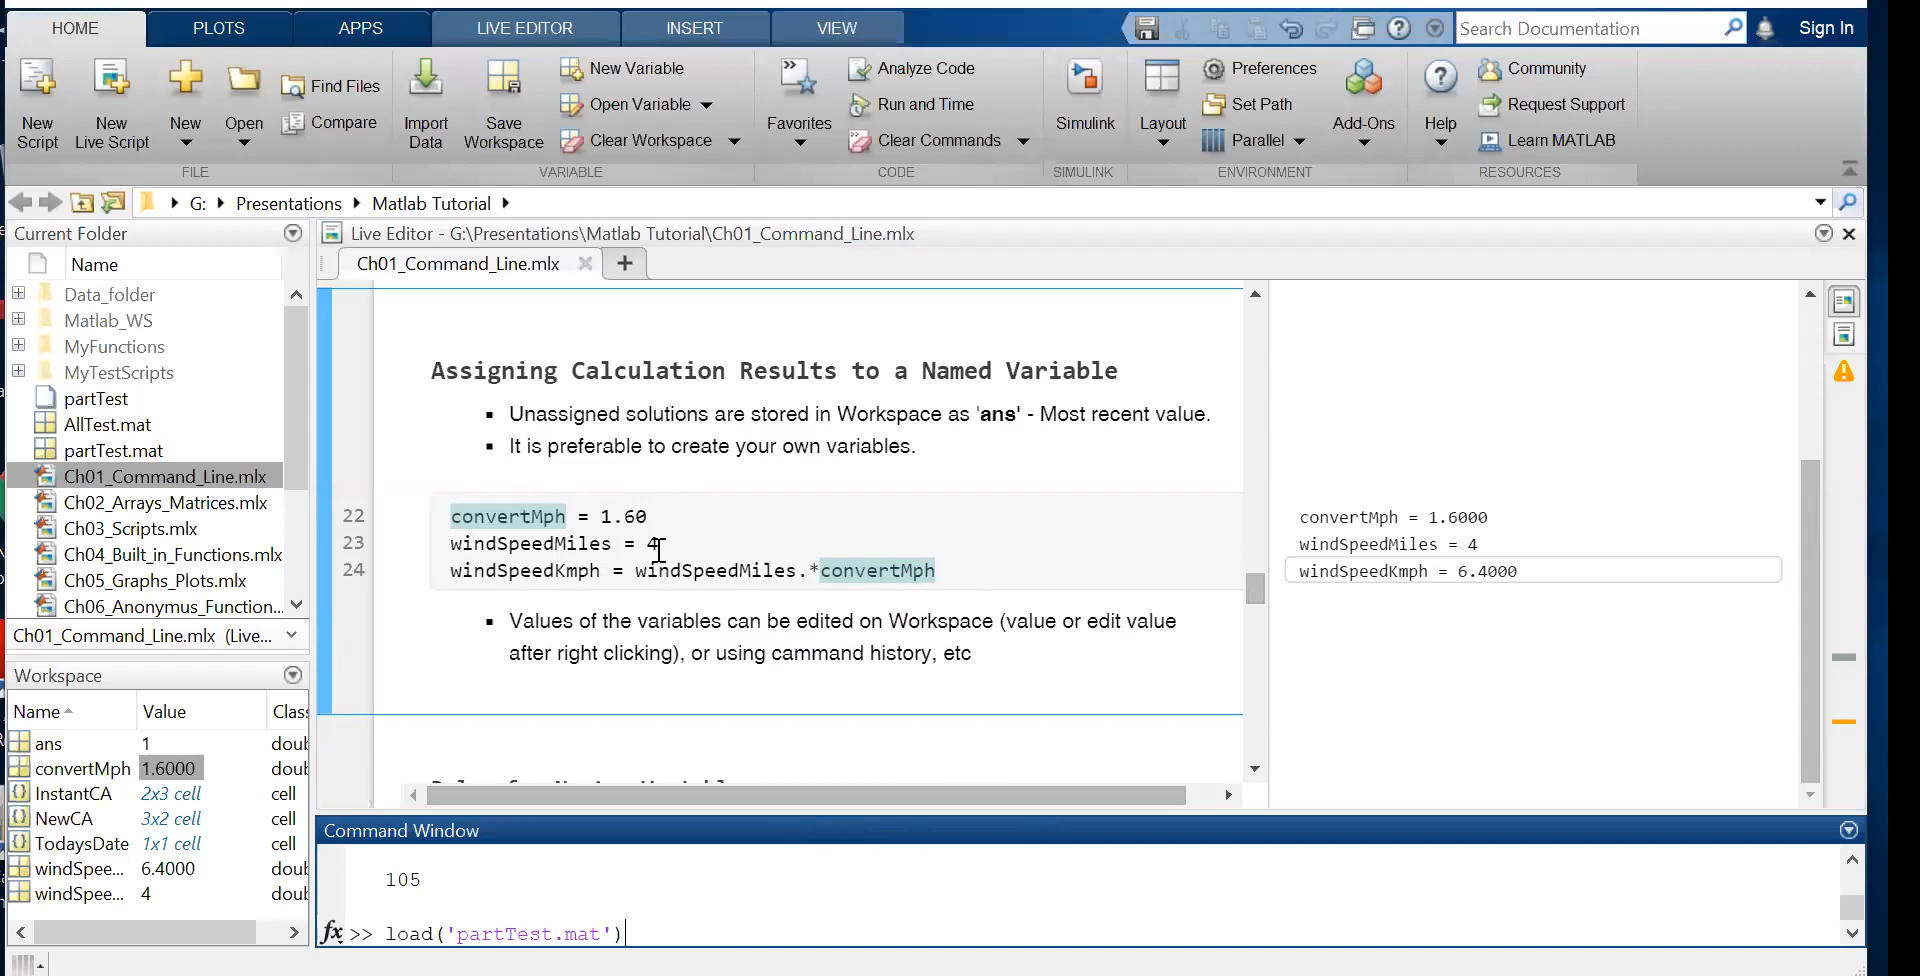 HOME PLOTS APPS LIVE EDITOR INSERT VIEW Search Documentation Sign In
New Script
New Live Script
New
Open
Find Files
Compare
FILE
Import Data
Save Workspace
New Variable
Open Variable
Clear Workspace
VARIABLE
Favorites
Analyze Code
Run and Time
Clear Commands
CODE
Simulink
SIMULINK
Layout
Preferences
Set Path
Parallel
Add-Ons
ENVIRONMENT
Help
Community
Request Support
Learn MATLAB
RESOURCES
G: Presentations Matlab Tutorial
Current Folder
Name
Data_folder
Matlab_WS
MyFunctions
MyTestScripts
partTest
AllTest.mat
partTest.mat
Ch01_Command_Line.mlx
Ch02_Arrays_Matrices.mlx
Ch03_Scripts.mlx
Ch04_Built_in_Functions.mlx
Ch05_Graphs_Plots.mlx
Ch06_Anonymus_Function...
Ch01_Command_Line.mlx (Live...
Workspace
Name Value Clas
ans 1 doub
convertMph 1.6000 doub
InstantCA 2x3 cell cell
NewCA 3x2 cell cell
TodaysDate 1x1 cell cell
windSpee... 6.4000 doub
windSpee... 4 doub
Live Editor - G:\Presentations\Matlab Tutorial\Ch01_Command_Line.mlx
Ch01_Command_Line.mlx
Assigning Calculation Results to a Named Variable
▪ Unassigned solutions are stored in Workspace as 'ans' - Most recent value.
▪ It is preferable to create your own variables.
22 convertMph = 1.60
23 windSpeedMiles = 4
24 windSpeedKmph = windSpeedMiles.*convertMph
▪ Values of the variables can be edited on Workspace (value or edit value
after right clicking), or using cammand history, etc
convertMph = 1.6000
windSpeedMiles = 4
windSpeedKmph = 6.4000
Command Window
105
fx >> load('partTest.mat')